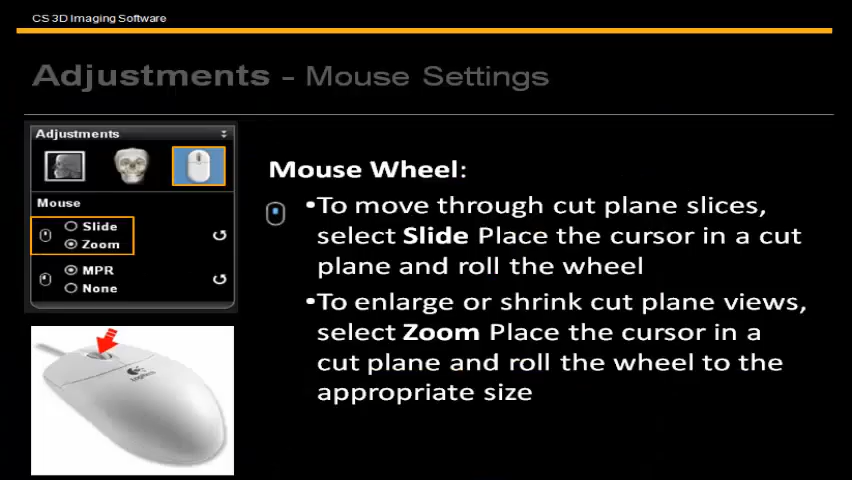 CS 3D Imaging Software
Adjustments - Mouse Settings
Adjustments
Mouse
Slide
Zoom
MPR
None
Logitech
Mouse Wheel:
•To move through cut plane slices,
select Slide Place the cursor in a cut
plane and roll the wheel
•To enlarge or shrink cut plane views,
select Zoom Place the cursor in a
cut plane and roll the wheel to the
appropriate size